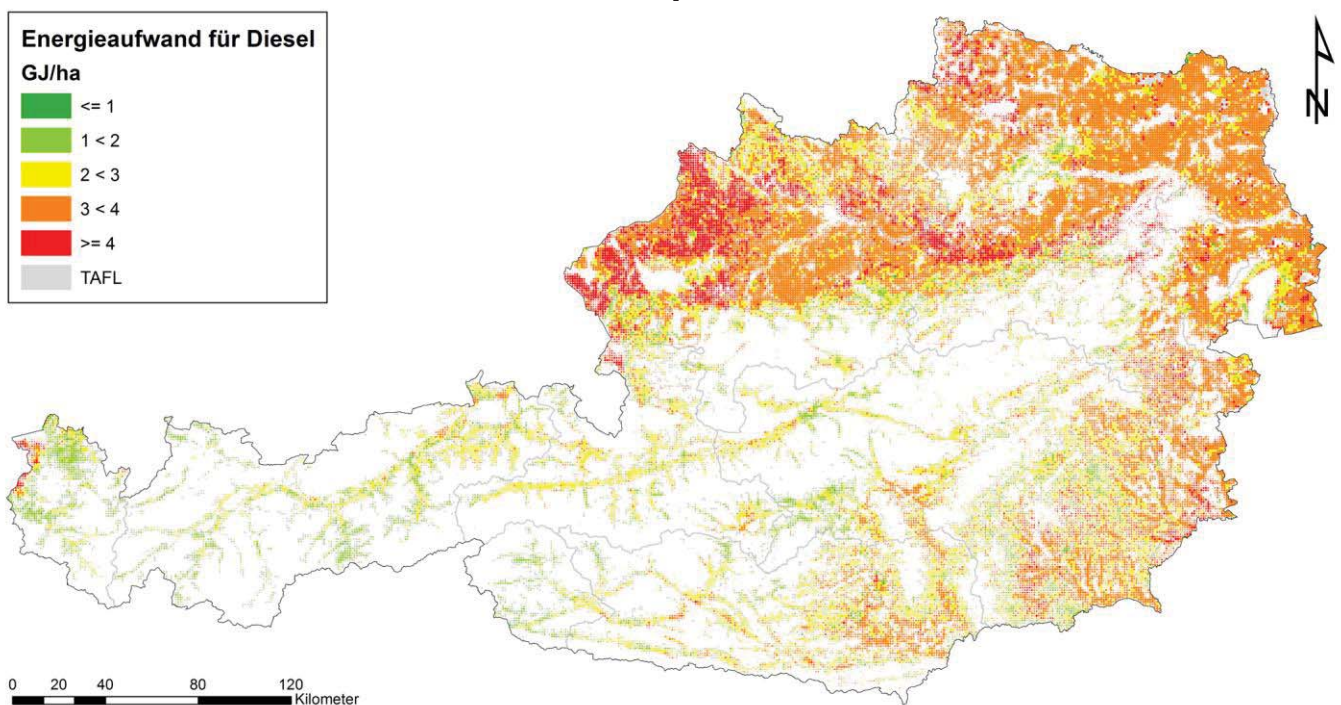 Energieaufwand für Diesel
GJ/ha
<= 1
1 < 2
2 < 3
3 < 4
>= 4
TAFL
N
0 20 40 80 120
Kilometer